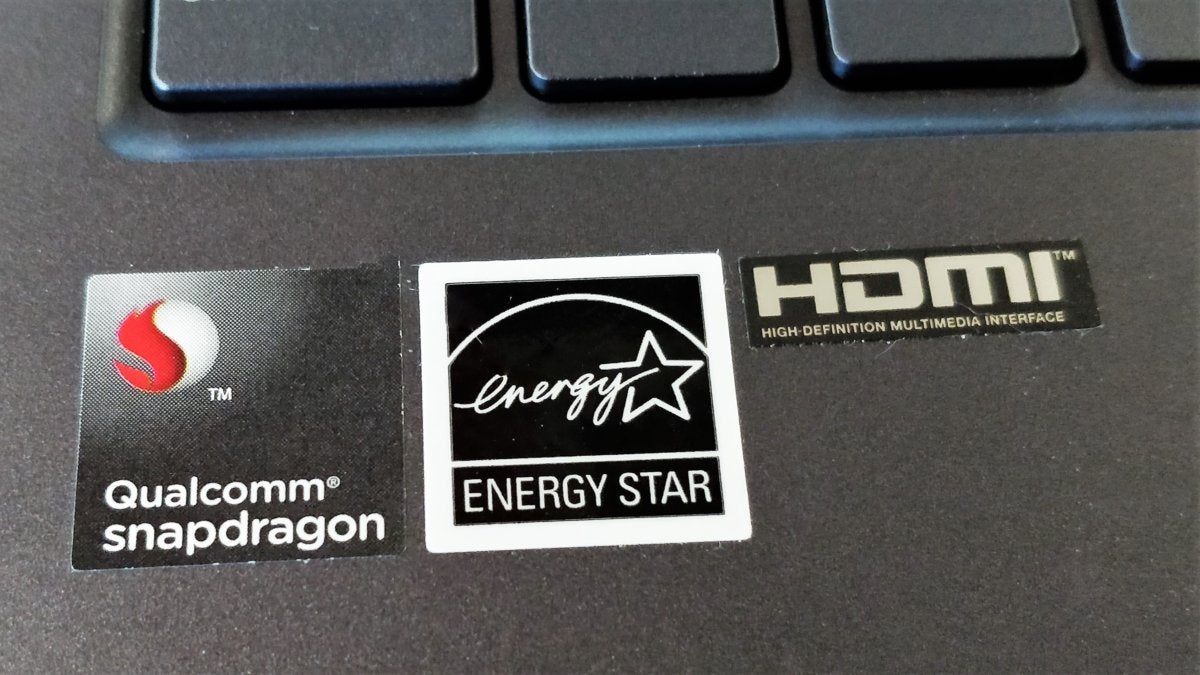 TM
Qualcomm®
snapdragon
energy
ENERGY STAR
HDMI™
HIGH-DEFINITION MULTIMEDIA INTERFACE